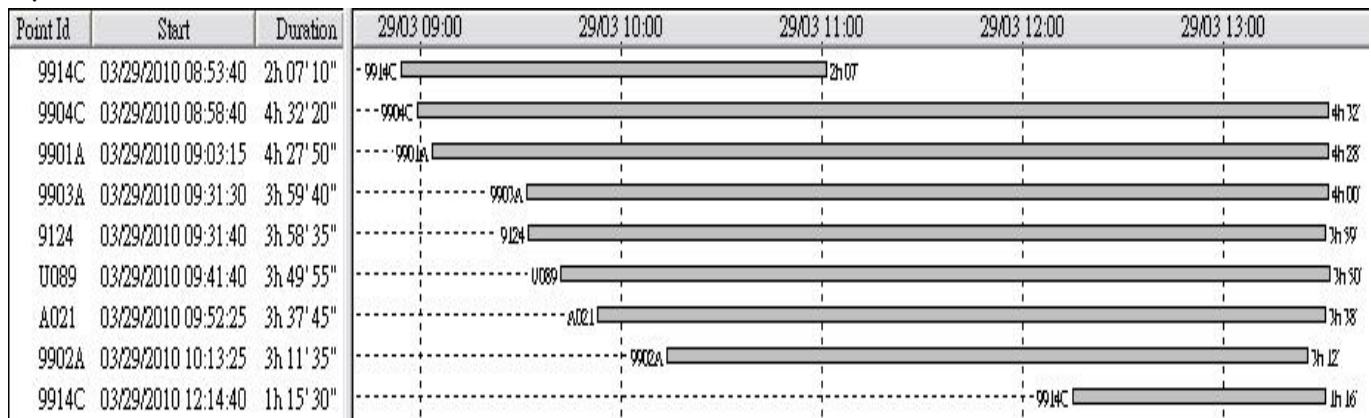 Point Id Start Duration 29/03 09:00 29/03 10:00 29/03 11:00 29/03 12:00 29/03 13:00
9914C 03/29/2010 08:53:40 2h 07' 10" 9914C 2h 07'
9904C 03/29/2010 08:58:40 4h 32' 20" 9904C 4h 32'
9901A 03/29/2010 09:03:15 4h 27' 50" 9901A 4h 28'
9903A 03/29/2010 09:31:30 3h 59' 40" 9903A 4h 00'
9124 03/29/2010 09:31:40 3h 58' 35" 9124 3h 59'
U089 03/29/2010 09:41:40 3h 49' 55" U089 3h 50'
A021 03/29/2010 09:52:25 3h 37' 45" A021 3h 38'
9902A 03/29/2010 10:13:25 3h 11' 35" 9902A 3h 12'
9914C 03/29/2010 12:14:40 1h 15' 30" 9914C 1h 16'